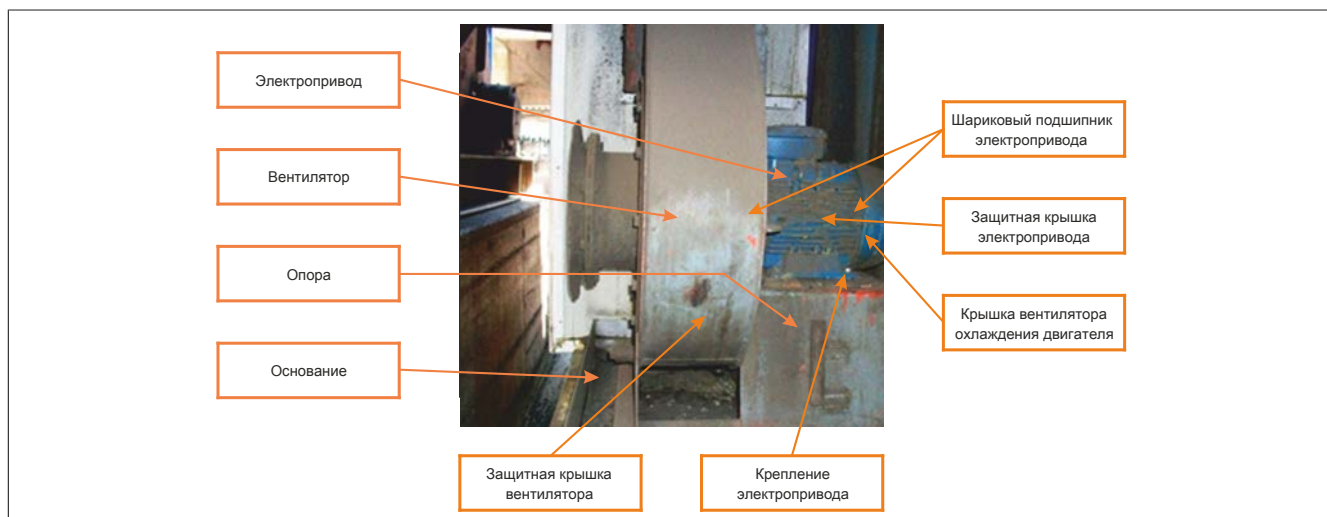 Электропривод
Вентилятор
Опора
Основание
Шариковый подшипник
электропривода
Защитная крышка
электропривода
Крышка вентилятора
охлаждения двигателя
Защитная крышка
вентилятора
Крепление
электропривода